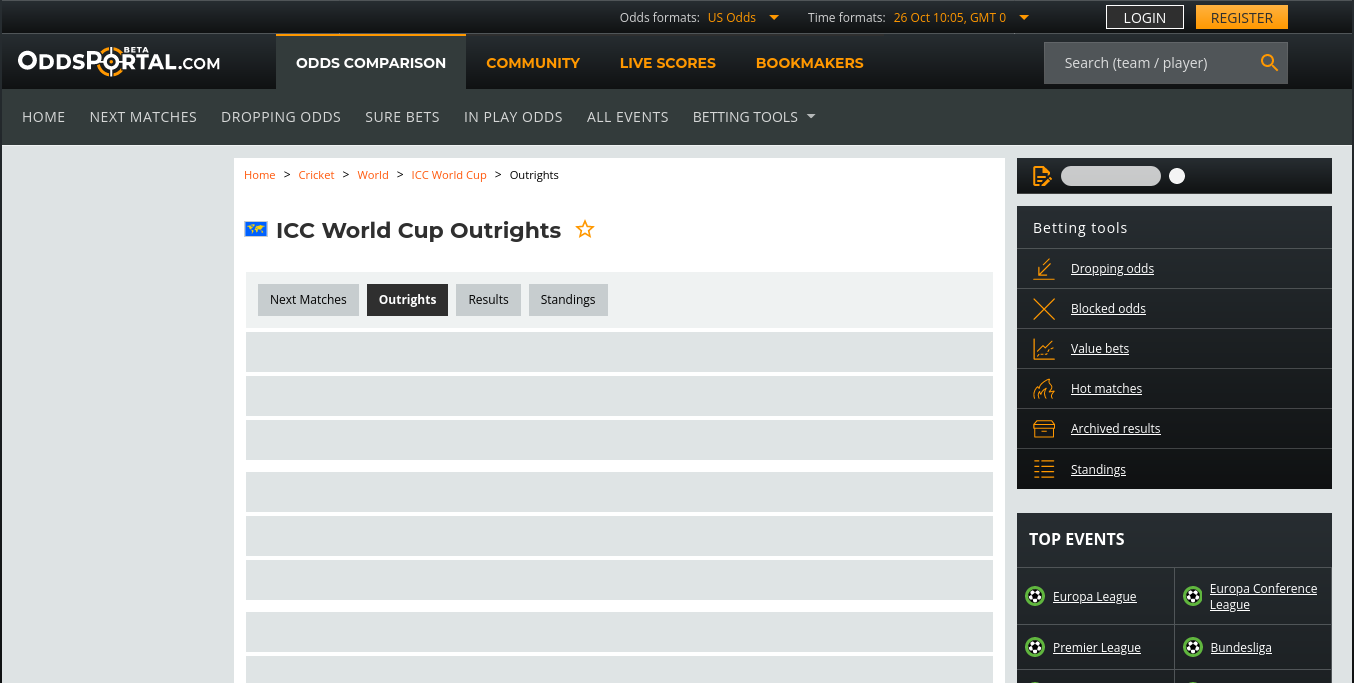 Odds formats: US Odds Time formats: 26 Oct 10:05, GMT 0 LOGIN REGISTER
ODDSPORTAL.COM BETA ODDS COMPARISON COMMUNITY LIVE SCORES BOOKMAKERS Search (team / player)
HOME NEXT MATCHES DROPPING ODDS SURE BETS IN PLAY ODDS ALL EVENTS BETTING TOOLS
Home > Cricket > World > ICC World Cup > Outrights
ICC World Cup Outrights
Next Matches Outrights Results Standings
Betting tools
Dropping odds
Blocked odds
Value bets
Hot matches
Archived results
Standings
TOP EVENTS
Europa League
Europa Conference
League
Premier League
Bundesliga